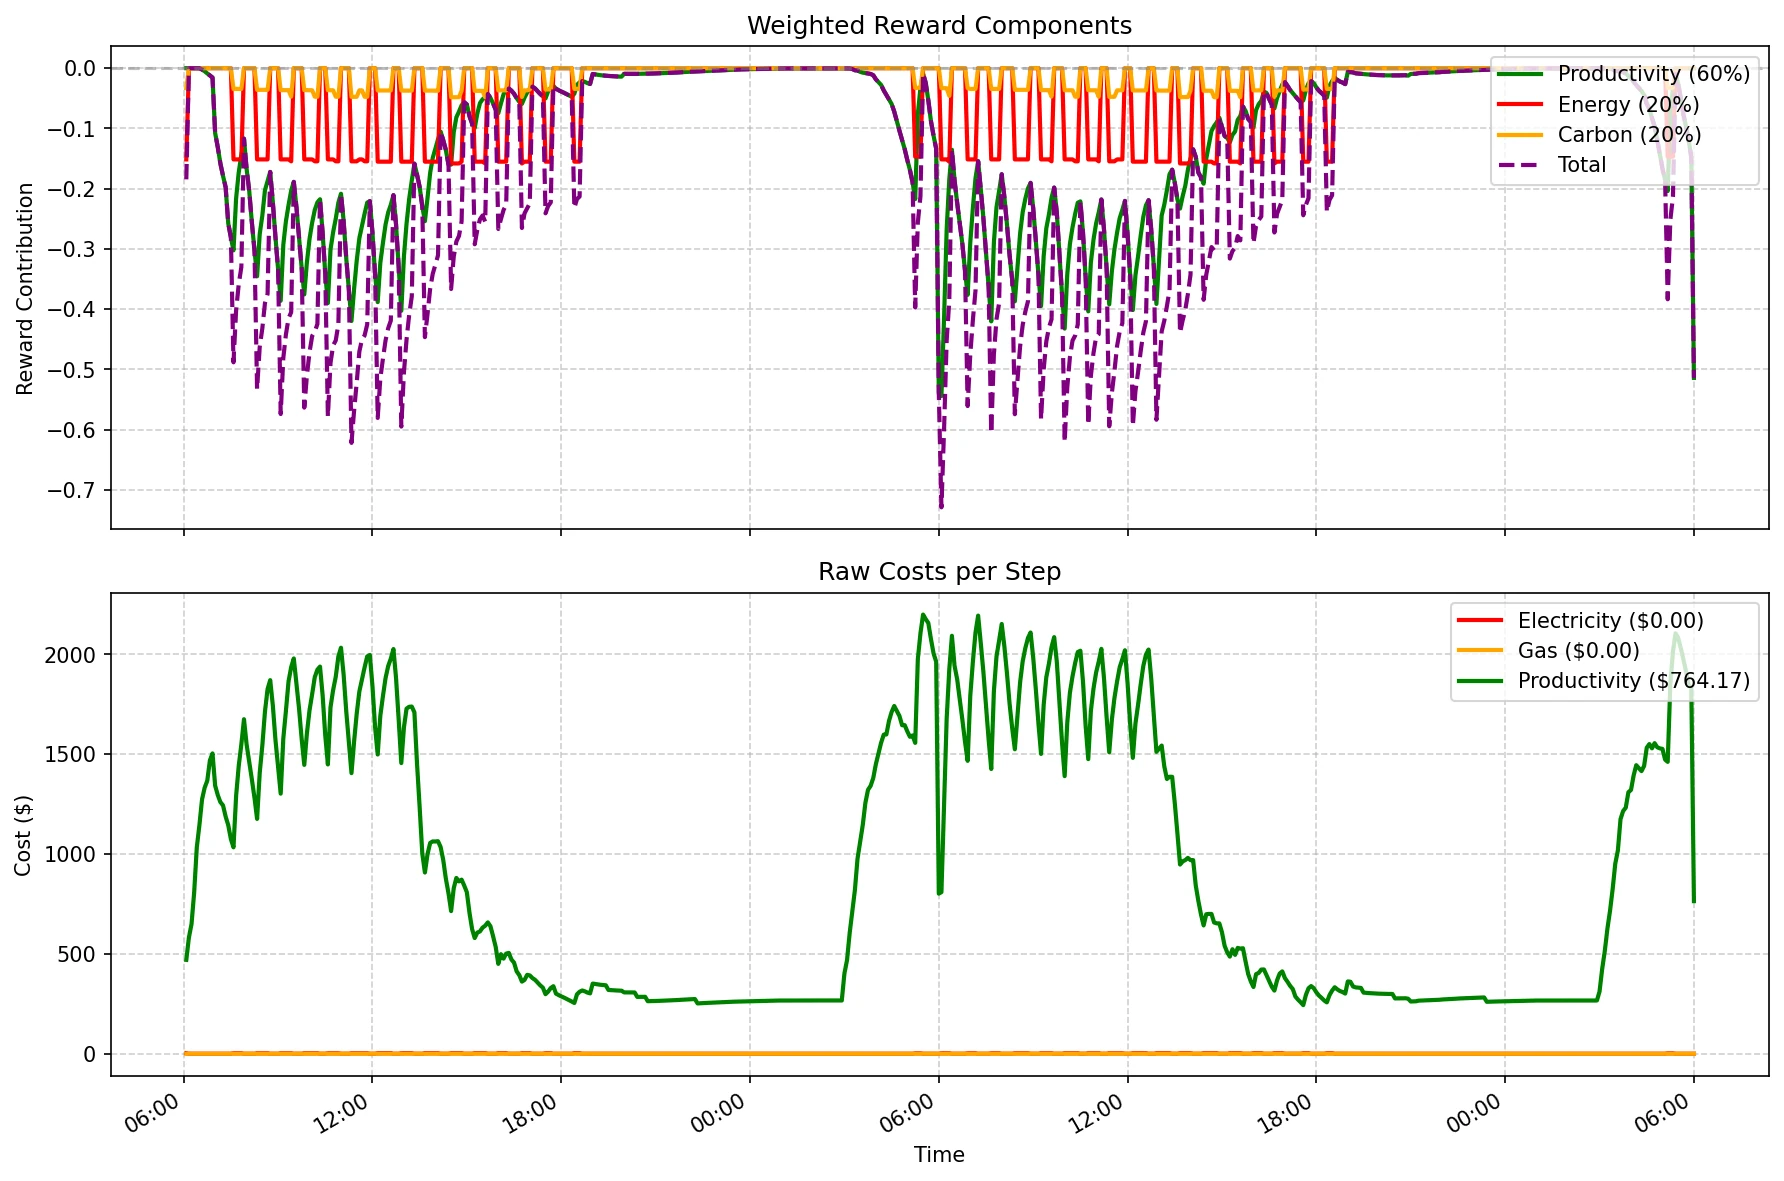 Weighted Reward Components
Reward Contribution
0.0
−0.1
−0.2
−0.3
−0.4
−0.5
−0.6
−0.7
Productivity (60%)
Energy (20%)
Carbon (20%)
Total
Raw Costs per Step
Cost ($)
2000
1500
1000
500
0
Electricity ($0.00)
Gas ($0.00)
Productivity ($764.17)
06:00 12:00 18:00 00:00 06:00 12:00 18:00 00:00 06:00
Time